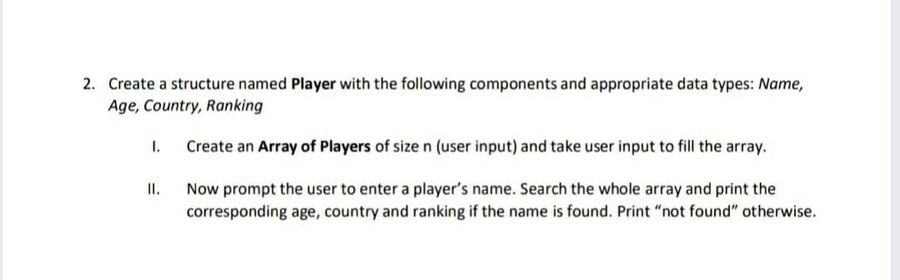 2. Create a structure named Player with the following components and appropriate data types: Name,
Age, Country, Ranking
I. Create an Array of Players of size n (user input) and take user input to fill the array.
II. Now prompt the user to enter a player's name. Search the whole array and print the
corresponding age, country and ranking if the name is found. Print “not found” otherwise.